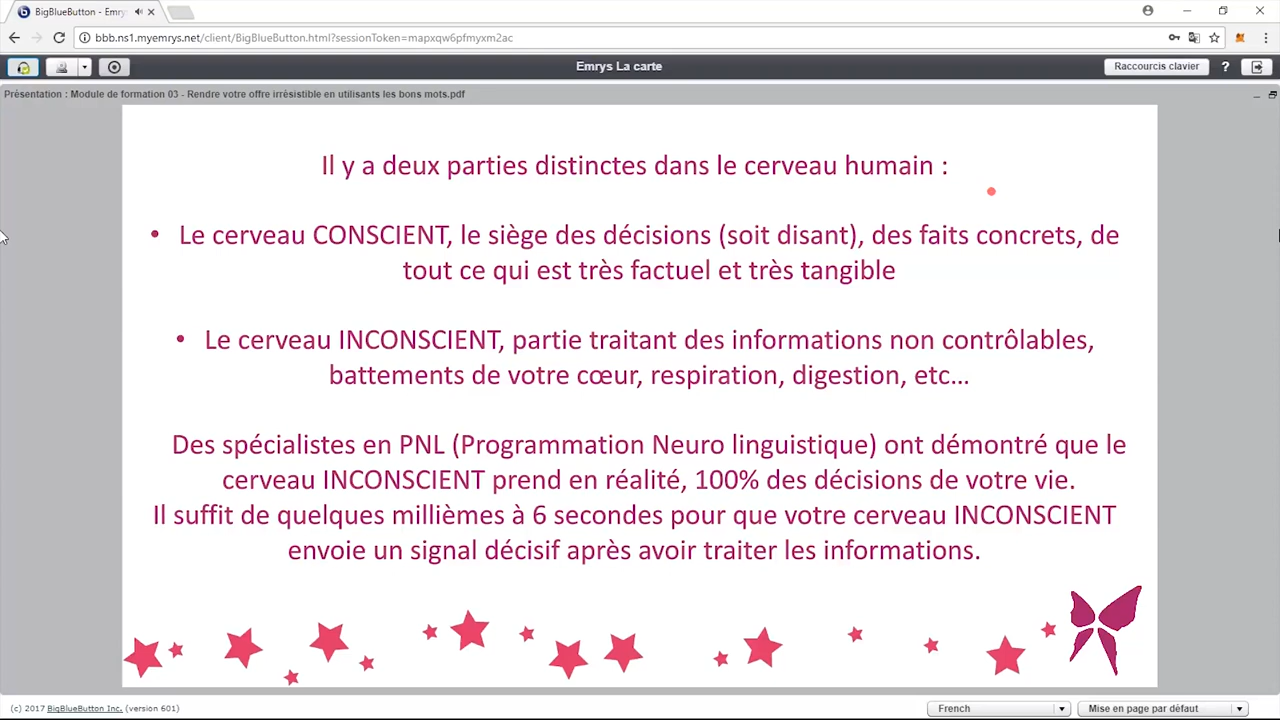 BigBlueButton - Emry
bbb.ns1.myemrys.net/client/BigBlueButton.html?sessionToken=mapxqw6pfmyxm2ac
Emrys La carte
Raccourcis clavier
?
Présentation : Module de formation 03 - Rendre votre offre irrésistible en utilisants les bons mots.pdf
Il y a deux parties distinctes dans le cerveau humain :
• Le cerveau CONSCIENT, le siège des décisions (soit disant), des faits concrets, de
tout ce qui est très factuel et très tangible
• Le cerveau INCONSCIENT, partie traitant des informations non contrôlables,
battements de votre cœur, respiration, digestion, etc…
Des spécialistes en PNL (Programmation Neuro linguistique) ont démontré que le
cerveau INCONSCIENT prend en réalité, 100% des décisions de votre vie.
Il suffit de quelques millièmes à 6 secondes pour que votre cerveau INCONSCIENT
envoie un signal décisif après avoir traiter les informations.
(c) 2017 BigBlueButton Inc. (version 601)
French
Mise en page par défaut